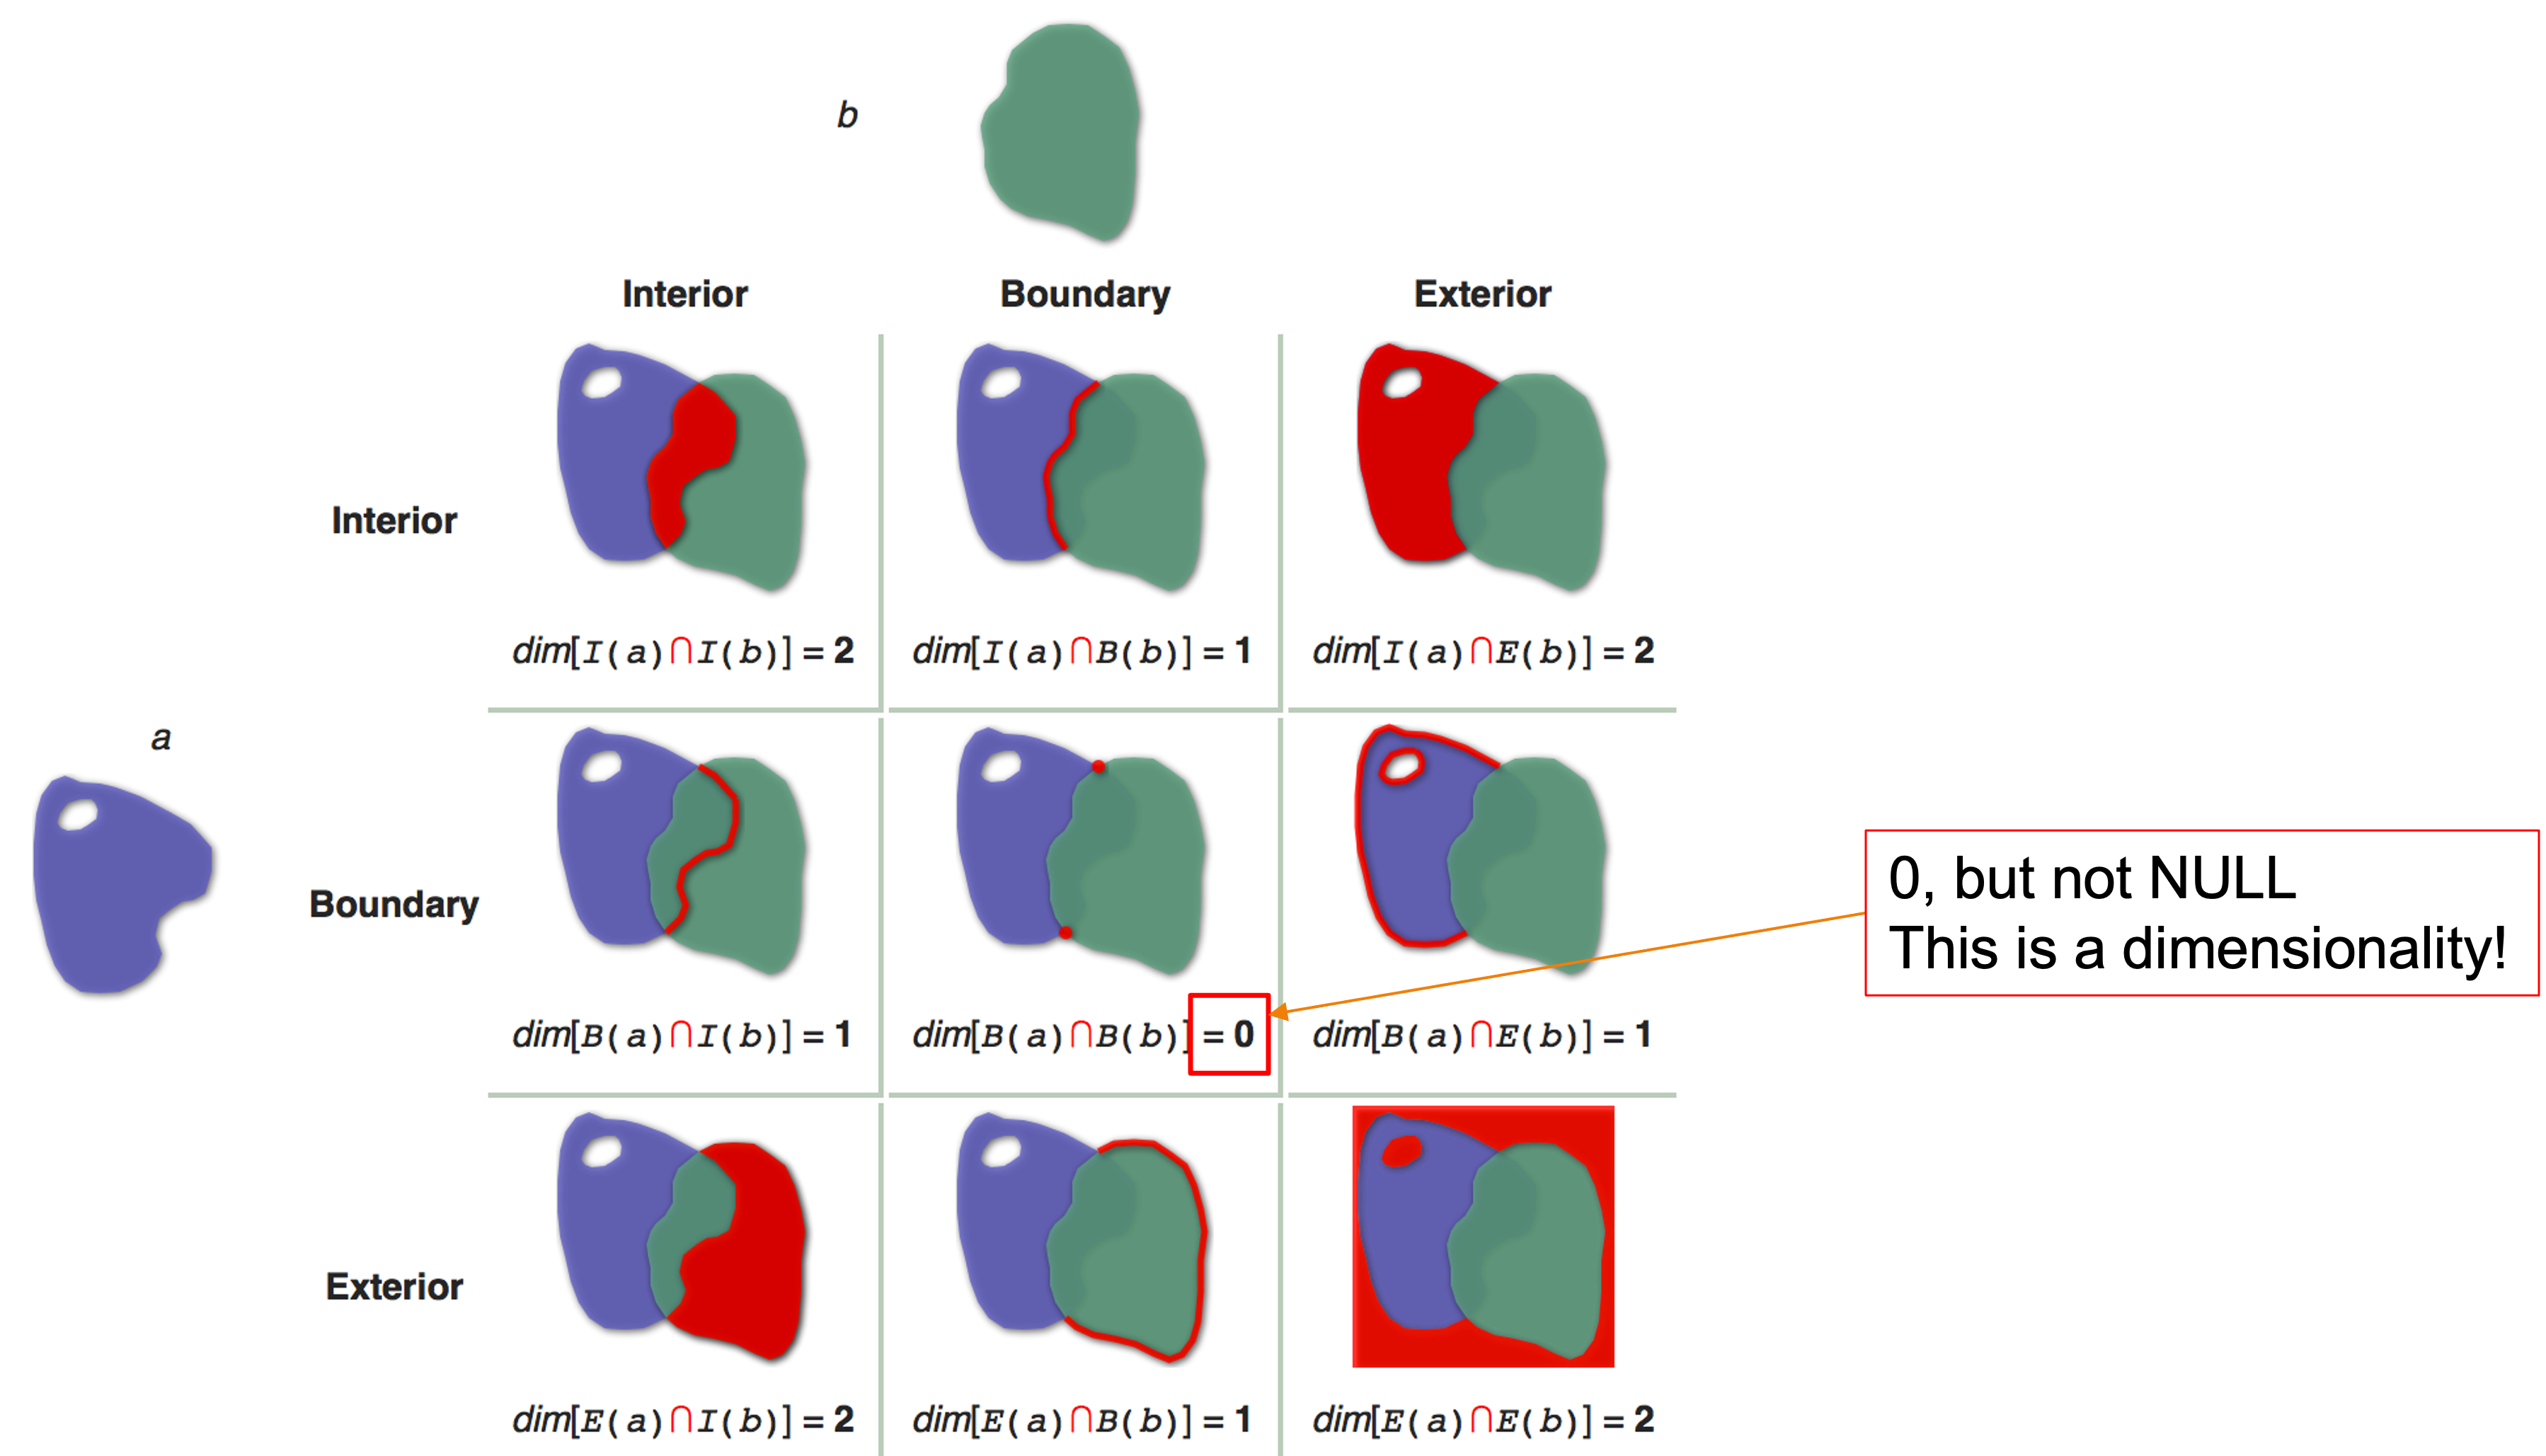 b
Interior Boundary Exterior
Interior
dim[I(a)∩I(b)] = 2
dim[I(a)∩B(b)] = 1
dim[I(a)∩E(b)] = 2
a
Boundary
0, but not NULL
This is a dimensionality!
dim[B(a)∩I(b)] = 1
dim[B(a)∩B(b)] = 0
dim[B(a)∩E(b)] = 1
Exterior
dim[E(a)∩I(b)] = 2
dim[E(a)∩B(b)] = 1
dim[E(a)∩E(b)] = 2